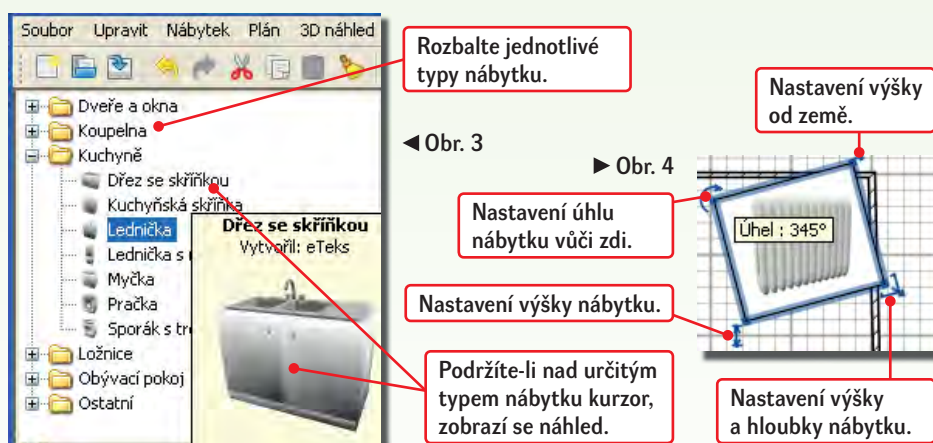 Soubor Upravit Nábytek Plán 3D náhled
Dveře a okna
Koupelna
Kuchyně
Dřez se skříňkou
Kuchyňská skříňka
Lednička
Lednička s
Myčka
Pračka
Sporák s
Ložnice
Obývací pokoj
Ostatní
Dřez se skříňkou
Vytvořil: eTeks
Rozbalte jednotlivé
typy nábytku.
◄ Obr. 3
► Obr. 4
Nastavení výšky
od země.
Nastavení úhlu
nábytku vůči zdi.
Úhel : 345°
Nastavení výšky nábytku.
Podržíte-li nad určitým
typem nábytku kurzor,
zobrazí se náhled.
Nastavení výšky
a hloubky nábytku.